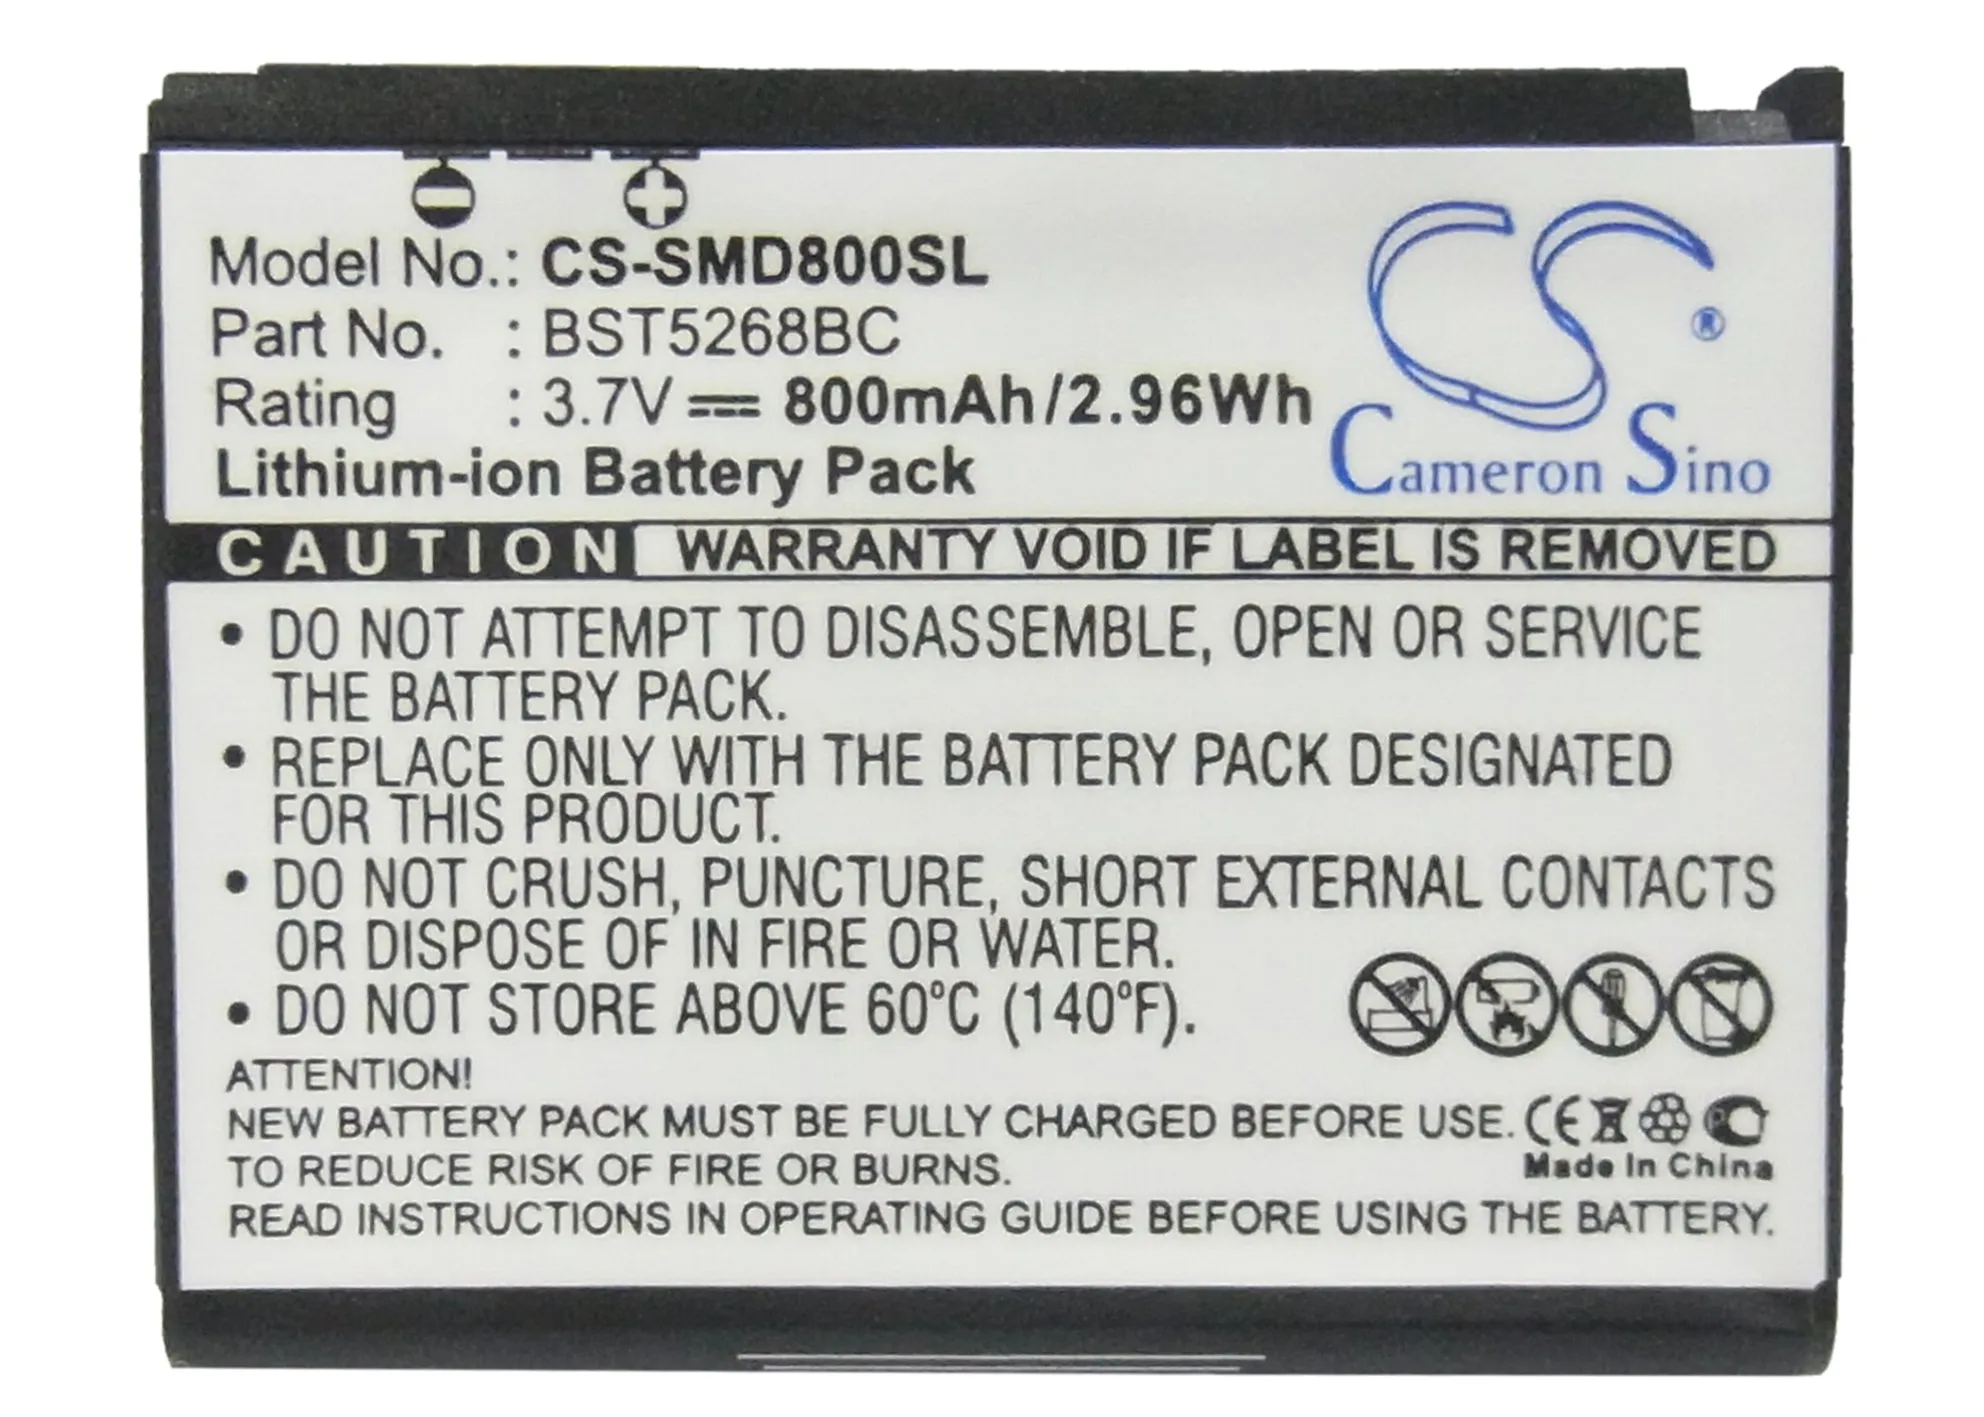 Model No.: CS-SMD800SL
Part No. : BST5268BC
Rating : 3.7V 800mAh/2.96Wh
Lithium-ion Battery Pack
CS ®
Cameron Sino
CAUTION WARRANTY VOID IF LABEL IS REMOVED
• DO NOT ATTEMPT TO DISASSEMBLE, OPEN OR SERVICE
THE BATTERY PACK.
• REPLACE ONLY WITH THE BATTERY PACK DESIGNATED
FOR THIS PRODUCT.
• DO NOT CRUSH, PUNCTURE, SHORT EXTERNAL CONTACTS
OR DISPOSE OF IN FIRE OR WATER.
• DO NOT STORE ABOVE 60°C (140°F).
ATTENTION!
NEW BATTERY PACK MUST BE FULLY CHARGED BEFORE USE. CE
TO REDUCE RISK OF FIRE OR BURNS. Made In China
READ INSTRUCTIONS IN OPERATING GUIDE BEFORE USING THE BATTERY.